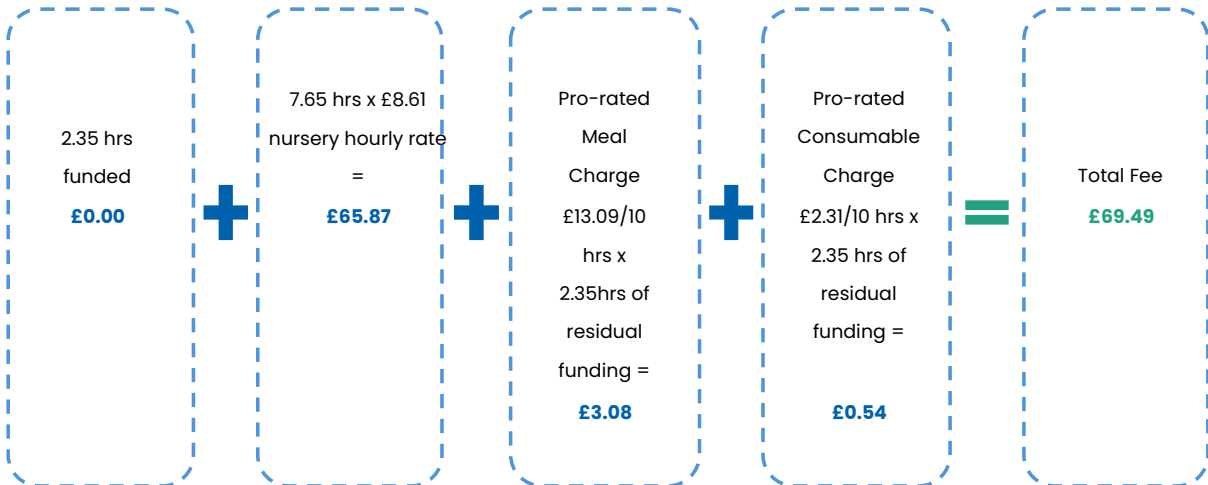 2.35 hrs
funded
£0.00
7.65 hrs x £8.61
nursery hourly rate
=
£65.87
Pro-rated
Meal
Charge
£13.09/10
hrs x
2.35hrs of
residual
funding =
£3.08
Pro-rated
Consumable
Charge
£2.31/10 hrs x
2.35 hrs of
residual
funding =
£0.54
Total Fee
£69.49